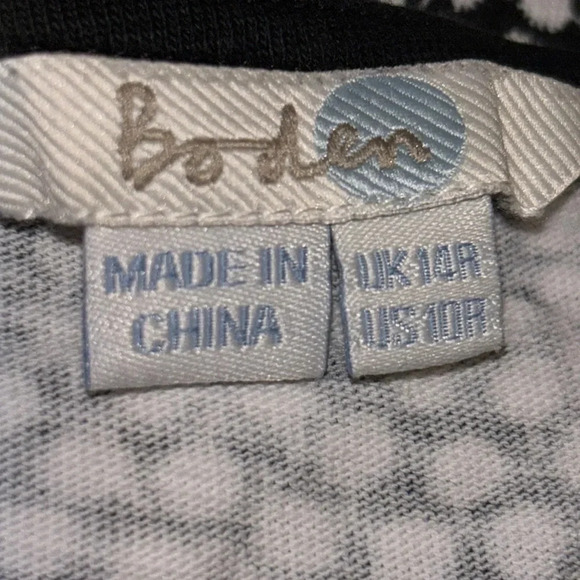 Boden
MADE IN
CHINA
UK14R
US10R